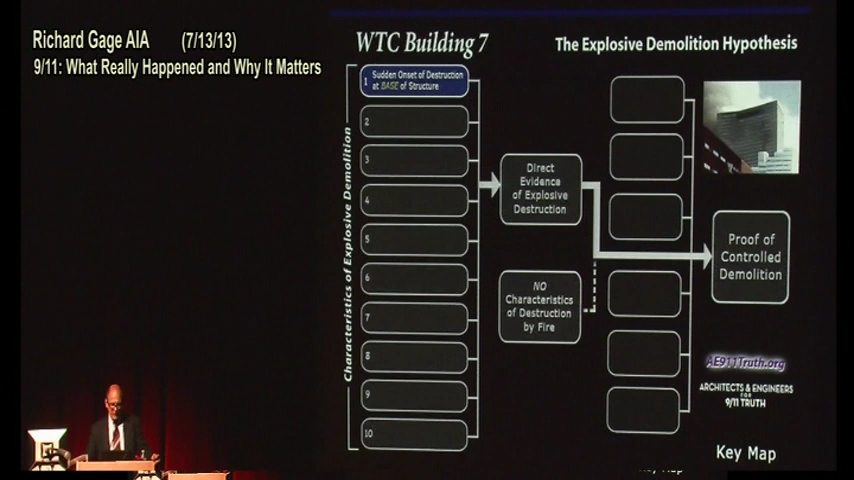 Richard Gage AIA (7/13/13)
9/11: What Really Happened and Why It Matters
WTC Building 7
The Explosive Demolition Hypothesis
Characteristics of Explosive Demolition
1 Sudden Onset of Destruction
at BASE of Structure
2
3
4
5
6
7
8
9
10
Direct
Evidence
of Explosive
Destruction
NO
Characteristics
of Destruction
by Fire
Proof of
Controlled
Demolition
AE911Truth.org
ARCHITECTS & ENGINEERS
FOR
9/11 TRUTH
Key Map
Key Map